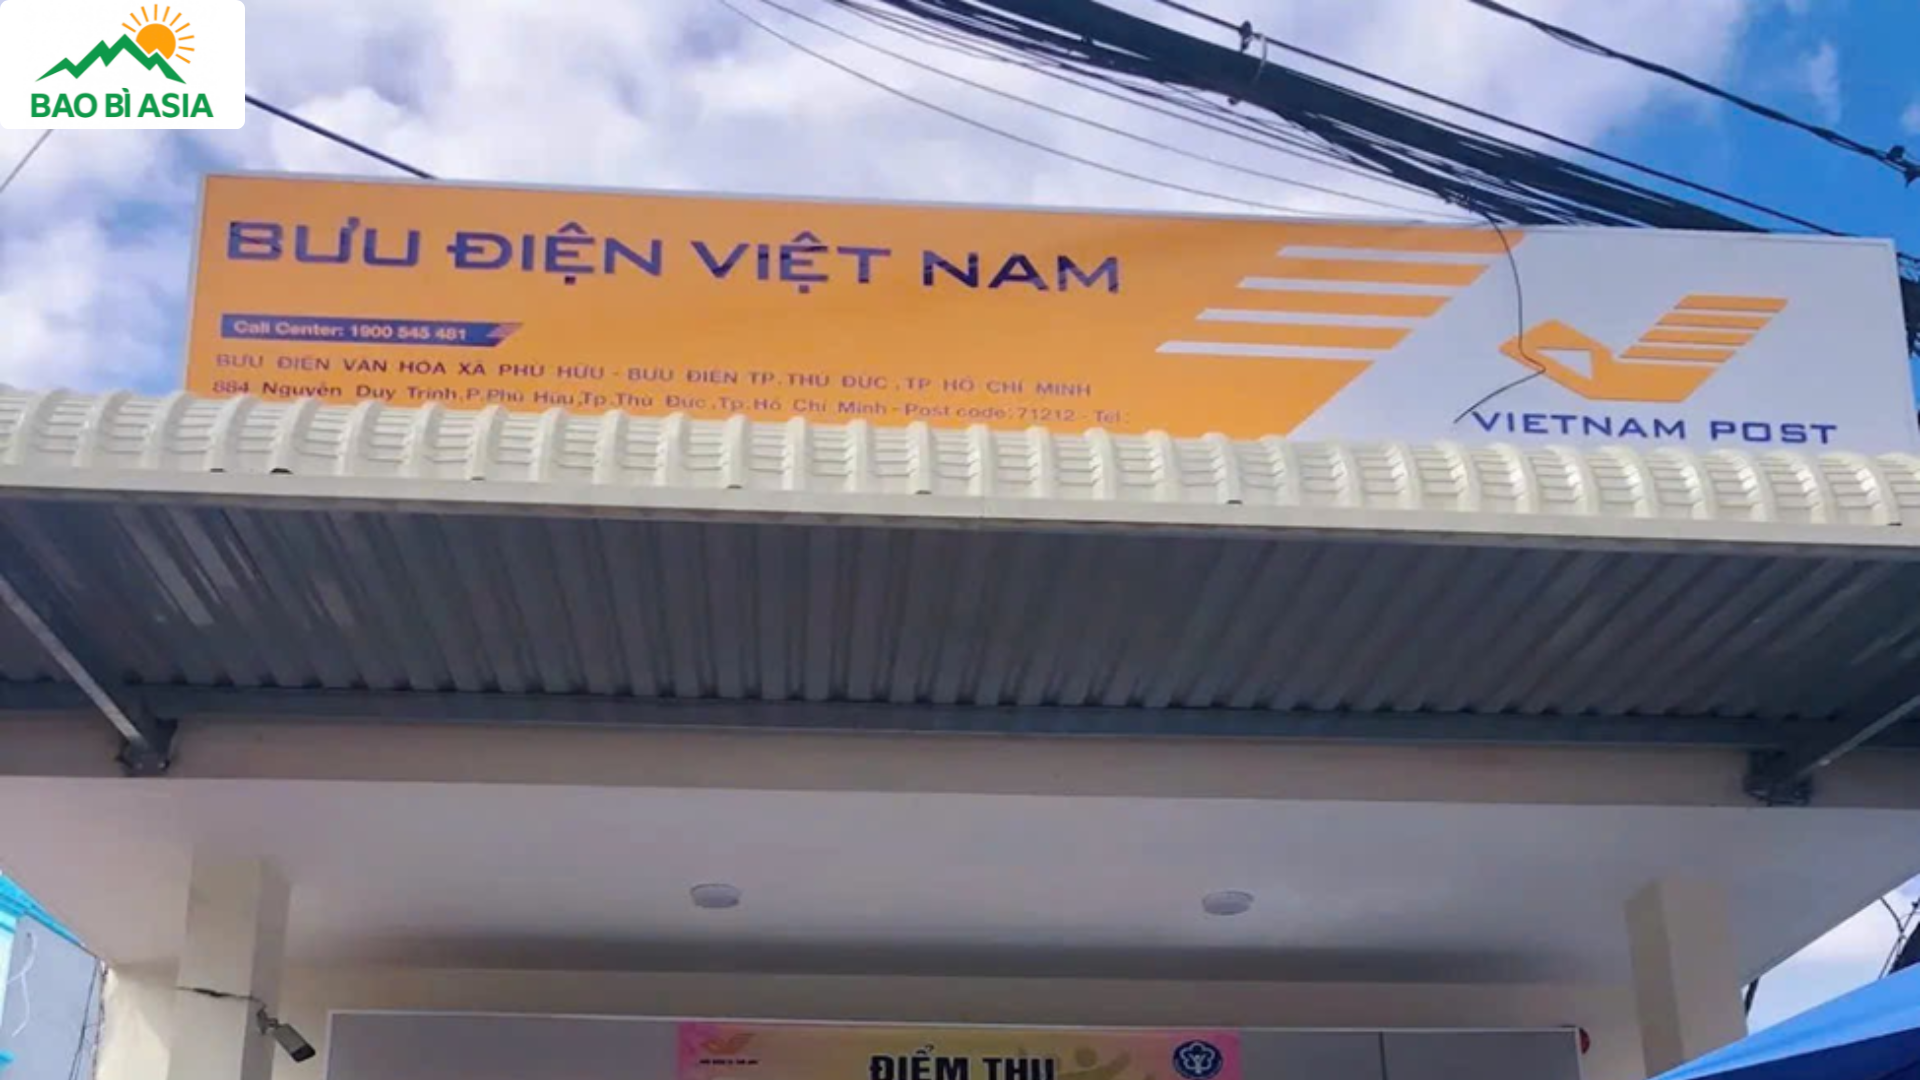 BAO BÌ ASIA
BƯU ĐIỆN VIỆT NAM
Call Center: 1900 545 481
BƯU ĐIỆN VĂN HÓA XÃ PHÚ HỮU - BƯU ĐIỆN TP. THỦ ĐỨC , TP HỒ CHÍ MINH
884 Nguyễn Duy Trinh, P.Phú Hữu, Tp.Thủ Đức , Tp: Hồ Chí Minh - Post code: 71212 - Tel :
VIETNAM POST
ĐIỂM THU